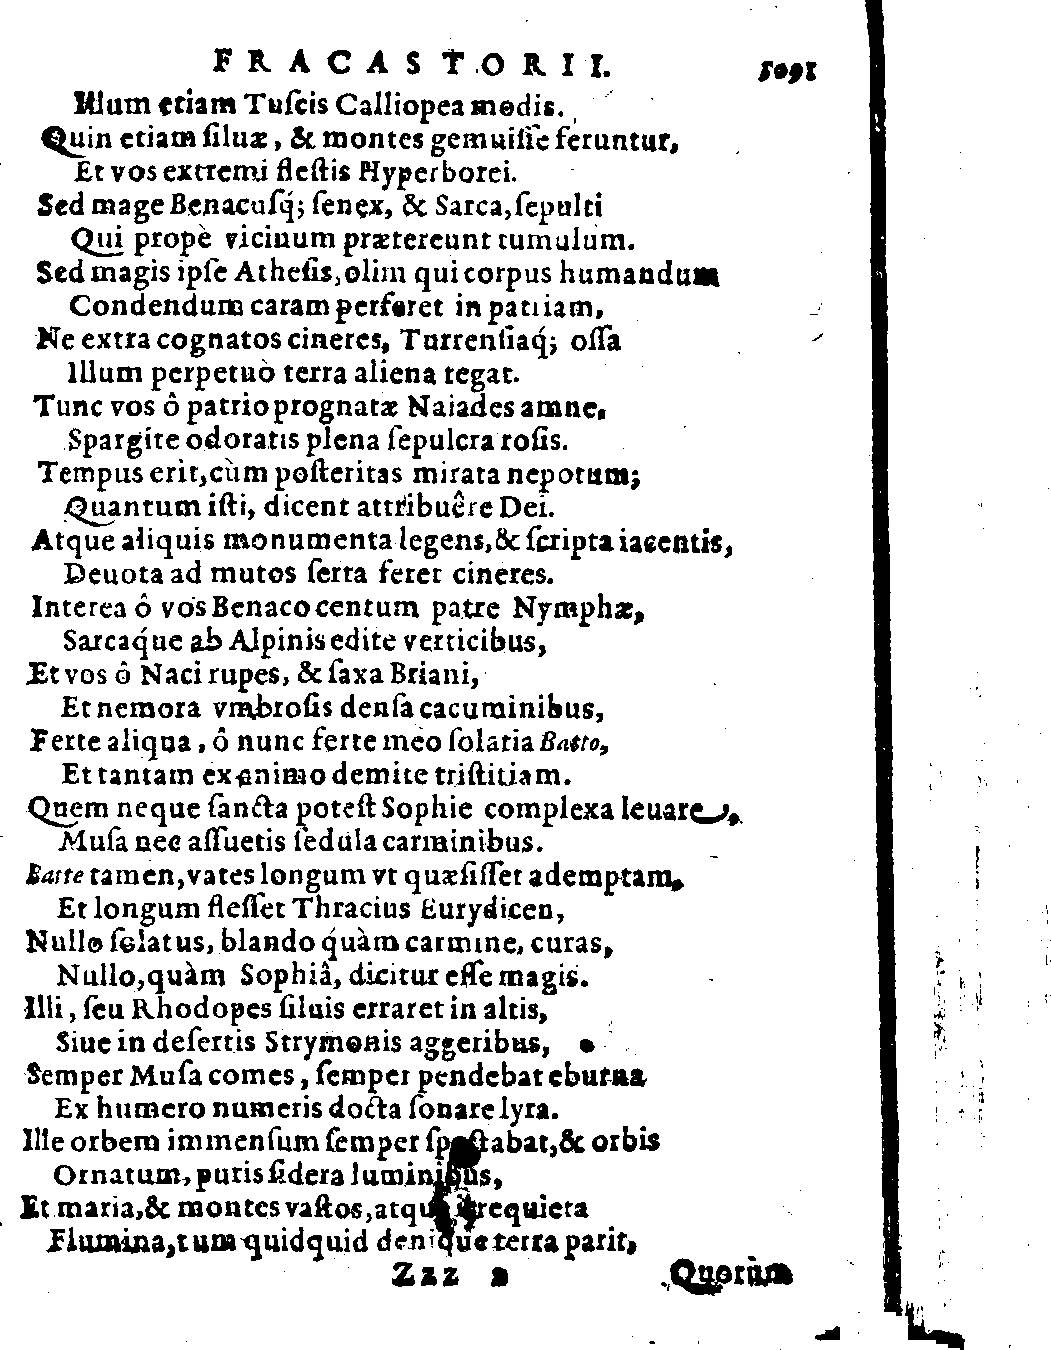 FRACASTORII. 1091
Illum etiam Tuſcis Calliopea modis.
Quin etiam ſiluæ, & montes gemuiſſe feruntur,
Et vos extremi fleſtis Hyperborei.
Sed mage Benacuſq́; ſenex, & Sarca, ſepulti
Qui propè vicinum prætereunt tumulum.
Sed magis ipſe Atheſis, olim qui corpus humandum
Condendum caram perferet in patriam,
Ne extra cognatos cineres, Turrenſiaq́; oſſa
Illum perpetuò terra aliena tegat.
Tunc vos ô patrio prognatæ Naiades amne,
Spargite odoratis plena ſepulcra roſis.
Tempus erit, cùm poſteritas mirata nepotum;
Quantum iſti, dicent attribuêre Dei.
Atque aliquis monumenta legens, & ſcripta iacentis,
Deuota ad mutos ſerta feret cineres.
Interea ô vos Benaco centum patre Nymphæ,
Sarcaq́ue ab Alpinis edite verticibus,
Et vos ô Naci rupes, & ſaxa Briani,
Et nemora vmbroſis denſa cacuminibus,
Ferte aliqua, ô nunc ferte meo ſolatia Batto,
Et tantam ex animo demite triſtitiam.
Quem neque ſancta poteſt Sophie complexa leuare,
Muſa nec aſſuetis ſedula carminibus.
Batte tamen, vates longum vt quæſiſſet ademptam,
Et longum fleſſet Thracius Eurydicen,
Nullo ſolatus, blando q́uàm carmine, curas,
Nullo, quàm Sophiâ, dicitur eſſe magis.
Illi, ſeu Rhodopes ſiluis erraret in altis,
Siue in deſertis Strymonis aggeribus,
Semper Muſa comes, ſemper pendebat eburna
Ex humero numeris docta ſonare lyra.
Ille orbem immenſum ſemper ſpectabat, & orbis
Ornatum, puris ſidera luminibus,
Et maria, & montes vaſtos, atque irrequieta
Flumina, tum quidquid denique terra parit,
Zzz 2 Quorùm